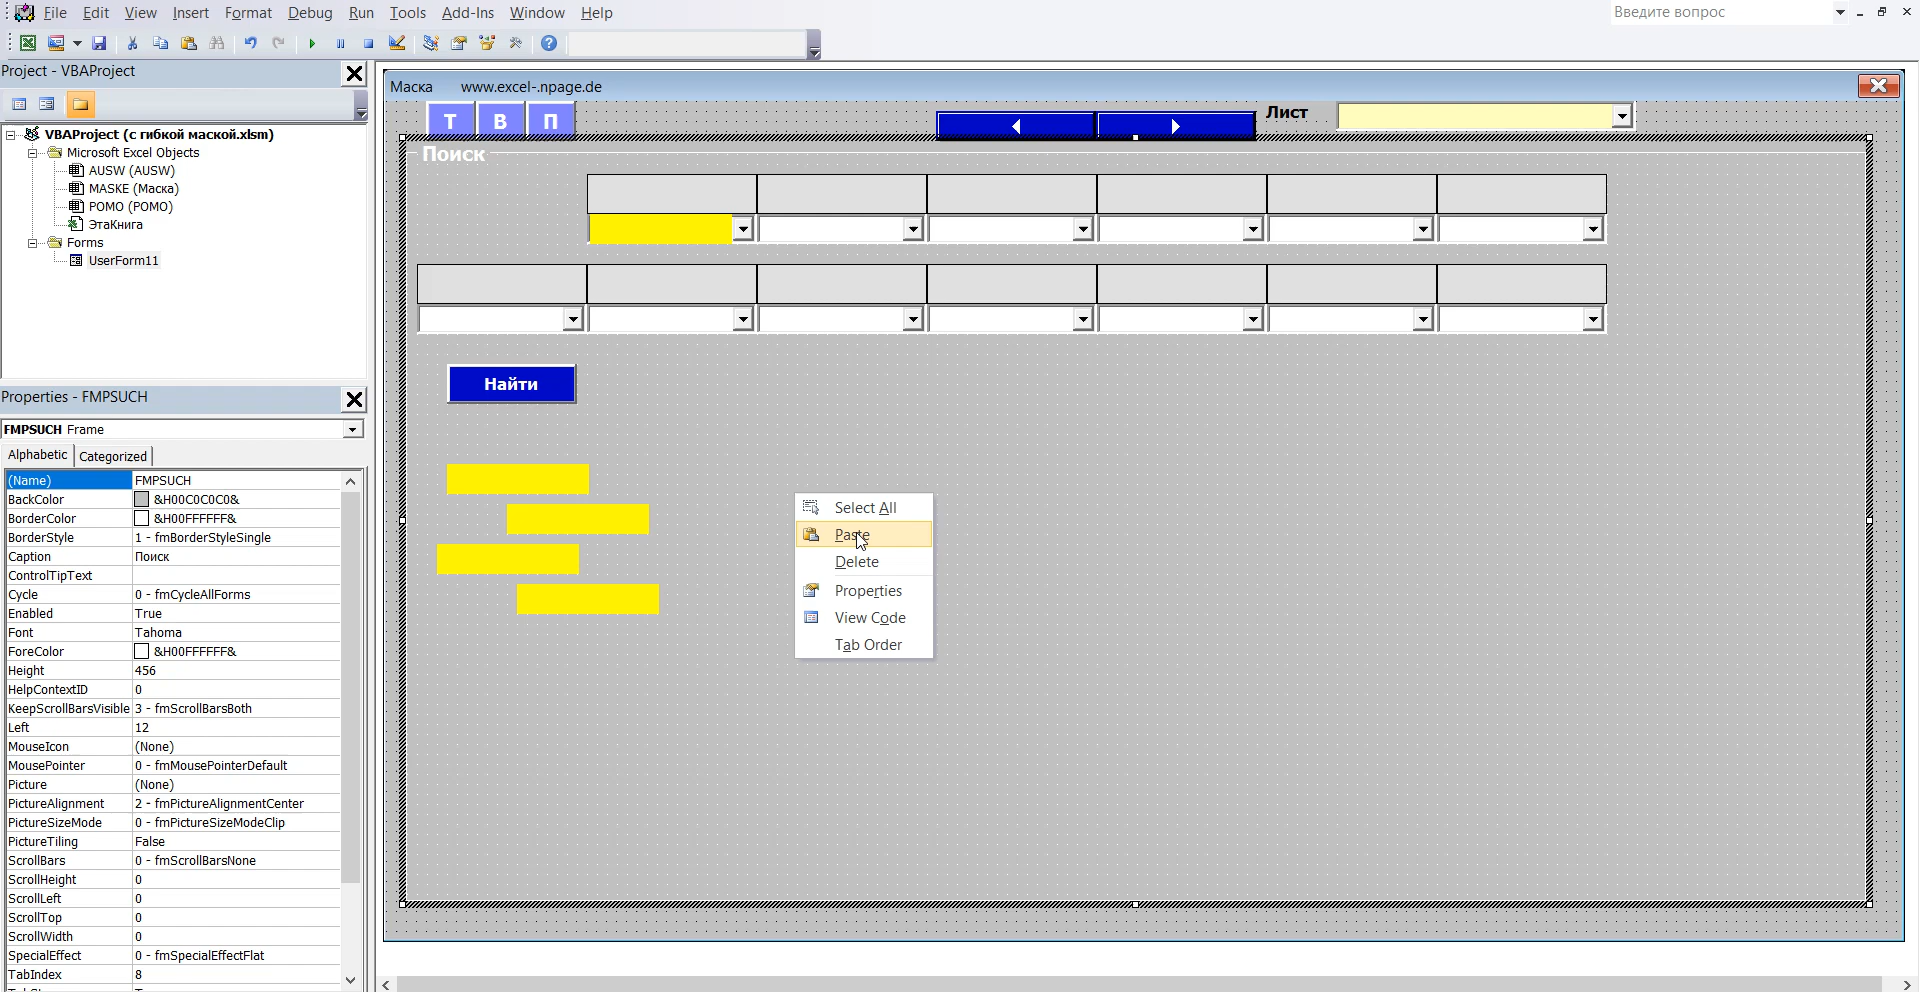 File Edit View Insert Format Debug Run Tools Add-Ins Window Help
Введите вопрос
Project - VBAProject
VBAProject (с гибкой маской.xlsm)
Microsoft Excel Objects
AUSW (AUSW)
MASKE (Маска)
POMO (POMO)
ЭтаКнига
Forms
UserForm11
Properties - FMPSUCH
FMPSUCH Frame
Alphabetic Categorized
(Name) FMPSUCH
BackColor &H00C0C0C0&
BorderColor &H00FFFFFF&
BorderStyle 1 - fmBorderStyleSingle
Caption Поиск
ControlTipText
Cycle 0 - fmCycleAllForms
Enabled True
Font Tahoma
ForeColor &H00FFFFFF&
Height 456
HelpContextID 0
KeepScrollBarsVisible 3 - fmScrollBarsBoth
Left 12
MouseIcon (None)
MousePointer 0 - fmMousePointerDefault
Picture (None)
PictureAlignment 2 - fmPictureAlignmentCenter
PictureSizeMode 0 - fmPictureSizeModeClip
PictureTiling False
ScrollBars 0 - fmScrollBarsNone
ScrollHeight 0
ScrollLeft 0
ScrollTop 0
ScrollWidth 0
SpecialEffect 0 - fmSpecialEffectFlat
TabIndex 8
Маска www.excel-.npage.de
Т В П
Лист
Поиск
Найти
Select All
Paste
Delete
Properties
View Code
Tab Order